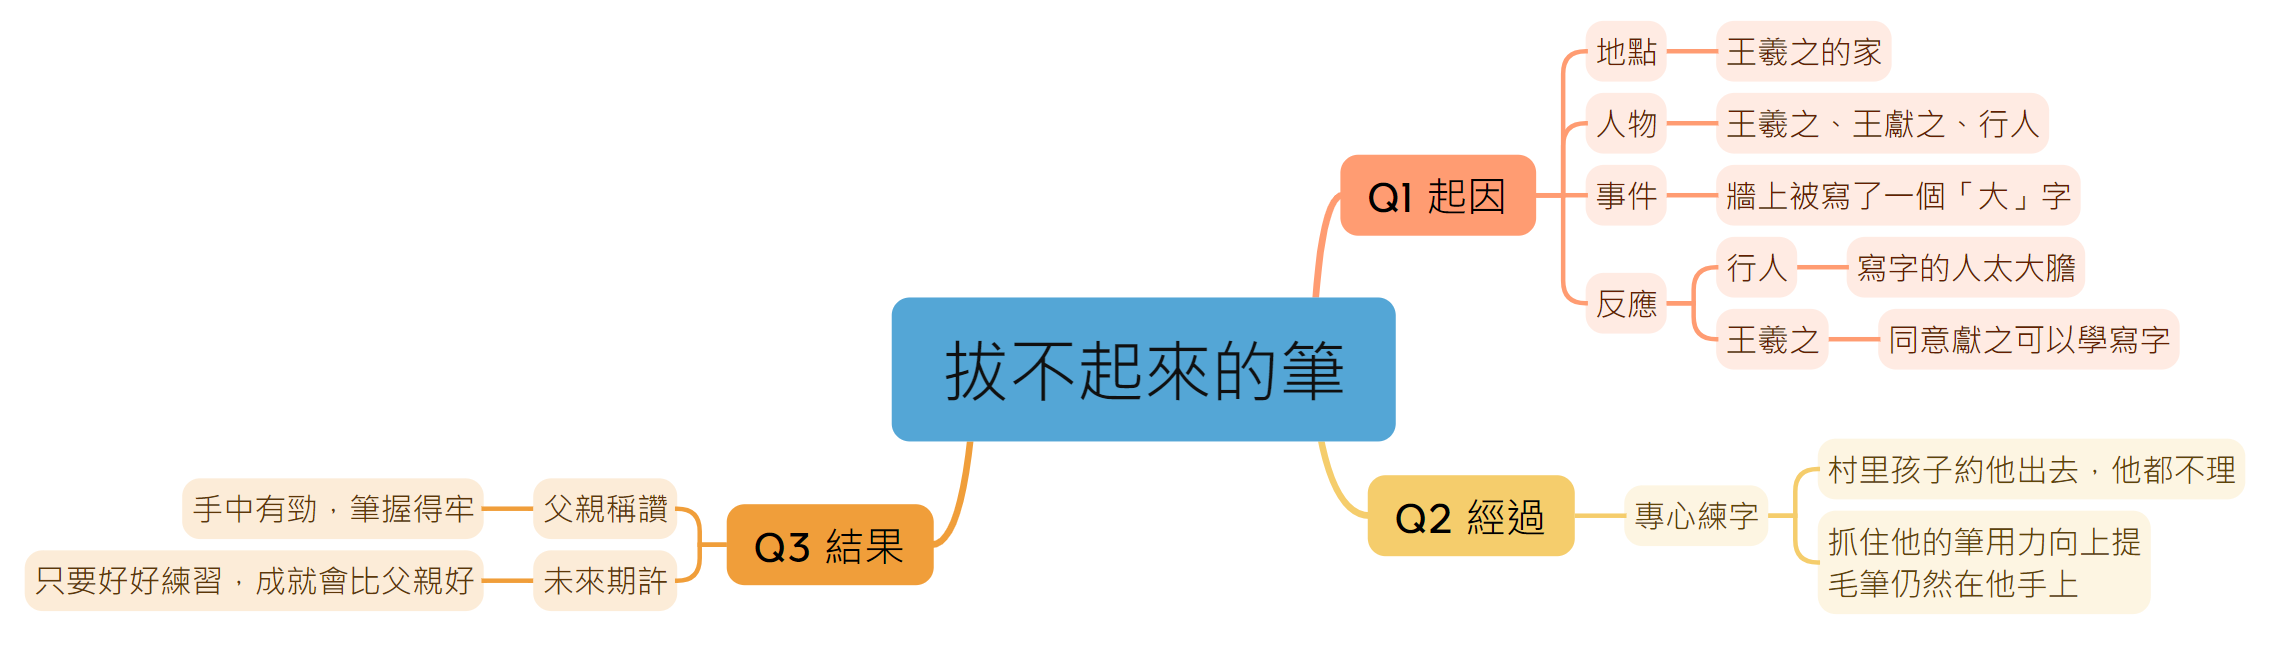 拔不起來的筆
Q1 起因
地點
王羲之的家
人物
王羲之、王獻之、行人
事件
牆上被寫了一個「大」字
反應
行人
寫字的人太大膽
王羲之
同意獻之可以學寫字
Q2 經過
專心練字
村里孩子約他出去，他都不理
抓住他的筆用力向上提
毛筆仍然在他手上
Q3 結果
父親稱讚
手中有勁，筆握得牢
未來期許
只要好好練習，成就會比父親好